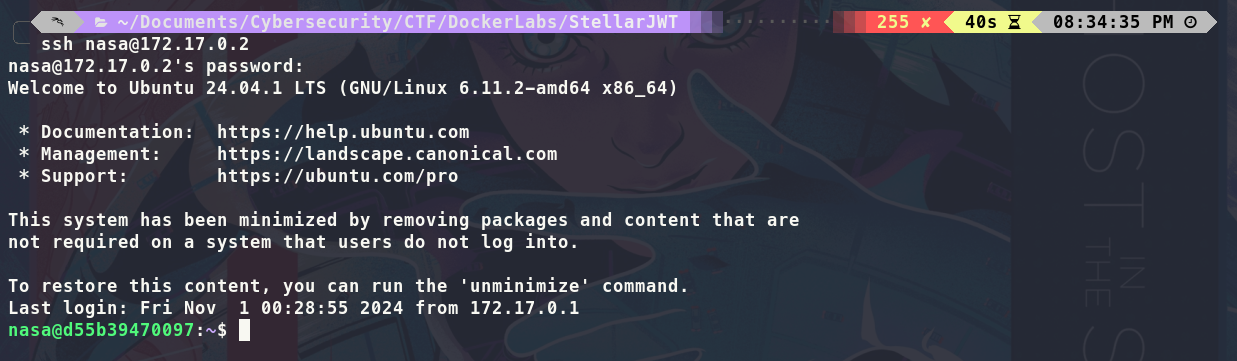 ~/Documents/Cybersecurity/CTF/DockerLabs/StellarJWT 255 ✘ 40s 08:34:35 PM
ssh nasa@172.17.0.2
nasa@172.17.0.2's password:
Welcome to Ubuntu 24.04.1 LTS (GNU/Linux 6.11.2-amd64 x86_64)
* Documentation: https://help.ubuntu.com
* Management: https://landscape.canonical.com
* Support: https://ubuntu.com/pro
This system has been minimized by removing packages and content that are
not required on a system that users do not log into.
To restore this content, you can run the 'unminimize' command.
Last login: Fri Nov 1 00:28:55 2024 from 172.17.0.1
nasa@d55b39470097:~$
OST IN THE S